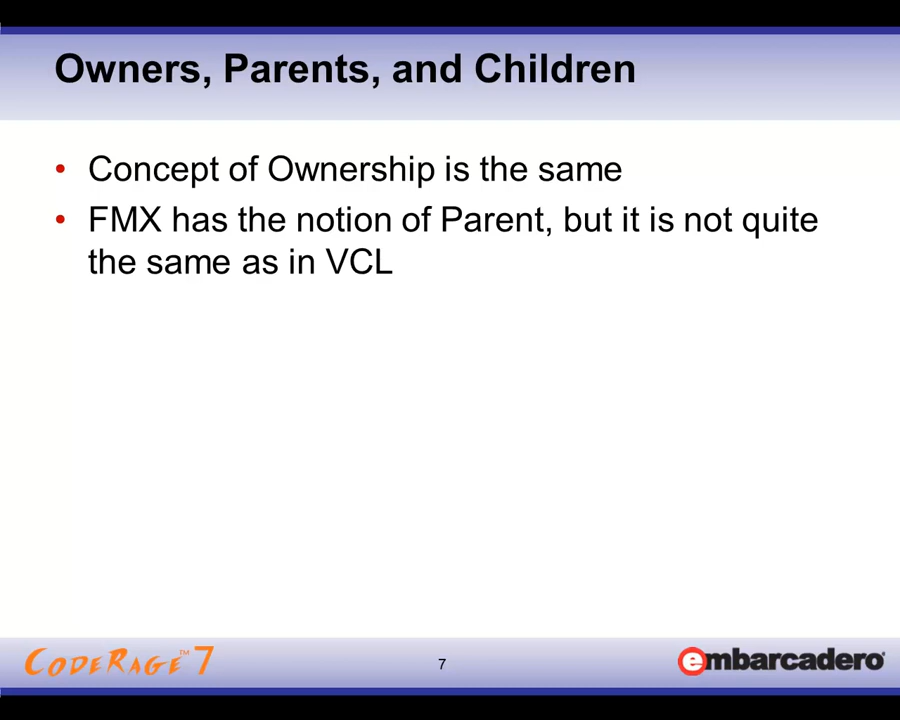 Owners, Parents, and Children
• Concept of Ownership is the same
• FMX has the notion of Parent, but it is not quite
the same as in VCL
CODERAGE™ 7
7
embarcadero®